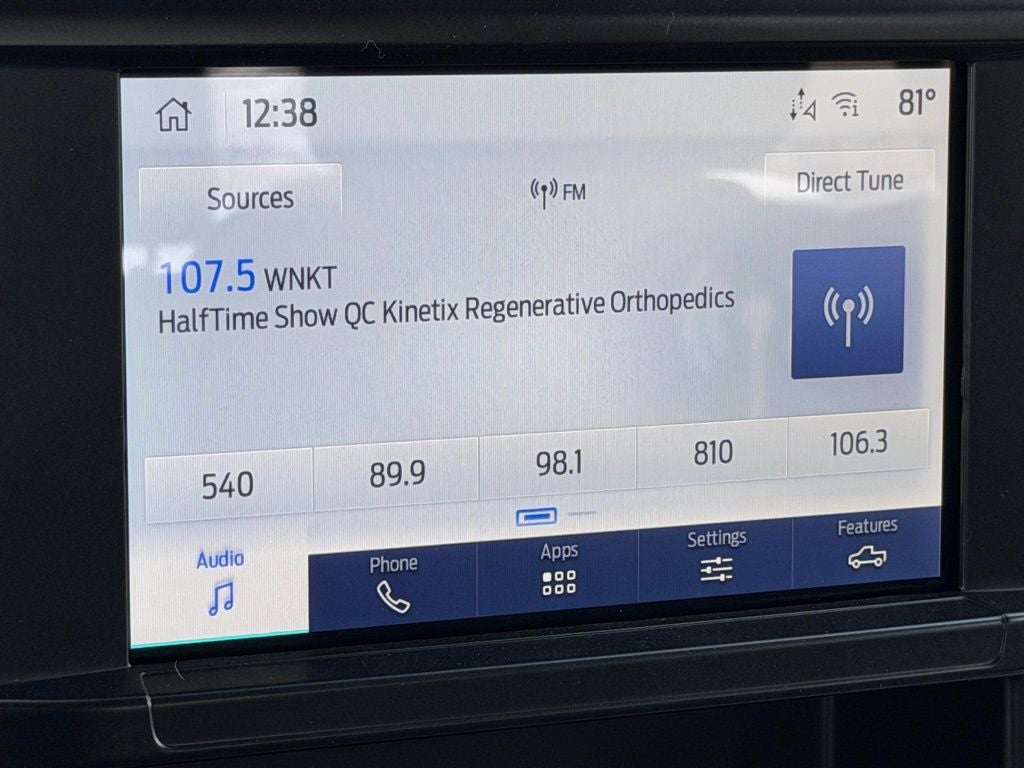 12:38
81°
Sources
FM
Direct Tune
107.5 WNKT
HalfTime Show QC Kinetix Regenerative Orthopedics
540 89.9 98.1 810 106.3
Audio Phone Apps Settings Features